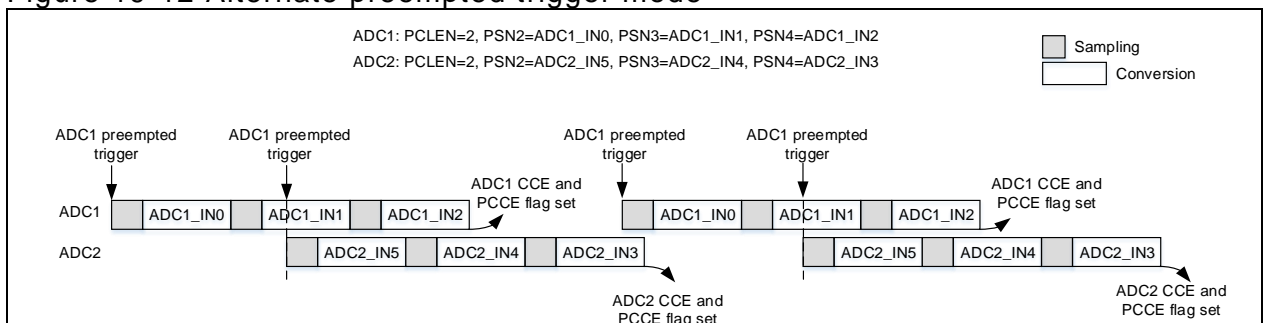 Figure 18-12 Alternate preempted trigger mode
ADC1: PCLEN=2, PSN2=ADC1_IN0, PSN3=ADC1_IN1, PSN4=ADC1_IN2
ADC2: PCLEN=2, PSN2=ADC2_IN5, PSN3=ADC2_IN4, PSN4=ADC2_IN3
Sampling
Conversion
ADC1 preempted
trigger
ADC1 preempted
trigger
ADC1 preempted
trigger
ADC1 preempted
trigger
ADC1 CCE and
PCCE flag set
ADC1 CCE and
PCCE flag set
ADC1
ADC1_IN0
ADC1_IN1
ADC1_IN2
ADC1_IN0
ADC1_IN1
ADC1_IN2
ADC2
ADC2_IN5
ADC2_IN4
ADC2_IN3
ADC2_IN5
ADC2_IN4
ADC2_IN3
ADC2 CCE and
PCCE flag set
ADC2 CCE and
PCCE flag set